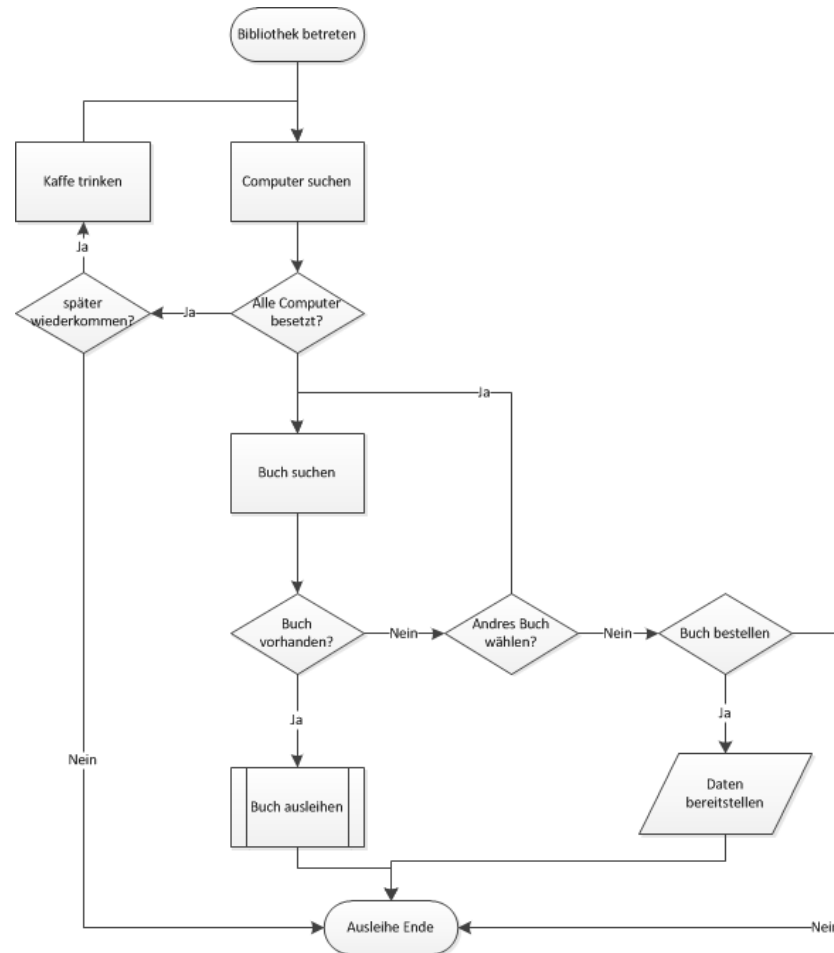 Bibliothek betreten
Kaffe trinken
Computer suchen
Ja
später
wiederkommen?
Ja
Alle Computer
besetzt?
Ja
Buch suchen
Buch
vorhanden?
Nein
Andres Buch
wählen?
Nein
Buch bestellen
Ja
Ja
Nein
Buch ausleihen
Daten
bereitstellen
Ausleihe Ende
Nein